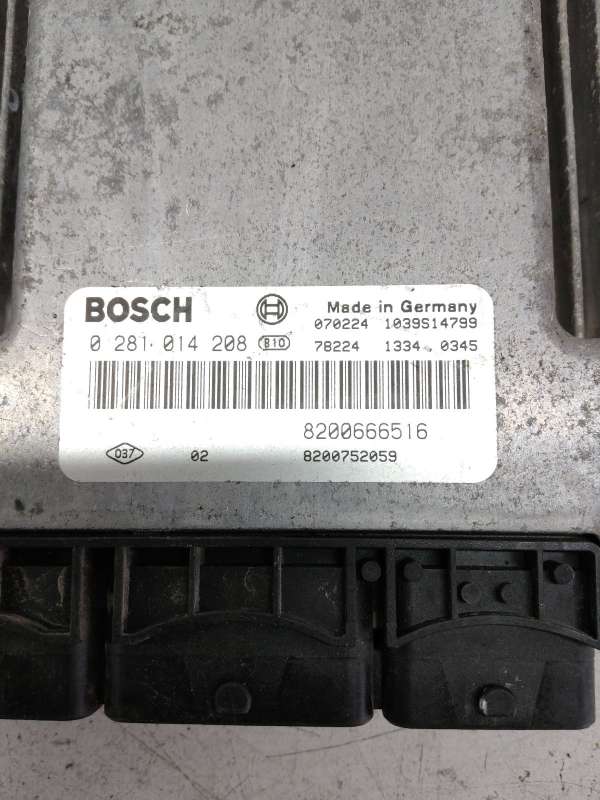 BOSCH
Made in Germany
070224 1039S14799
0 281 014 208 B10 78224 1334 0345
8200666516
037 02 8200752059